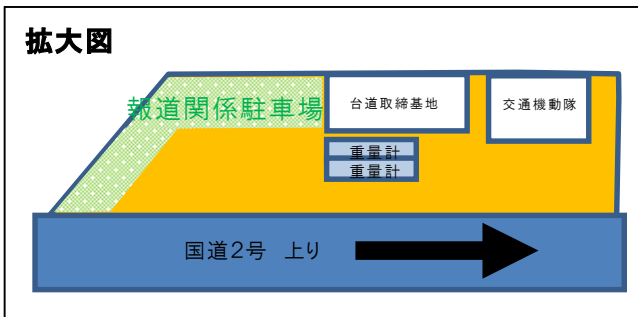 拡大図
報道関係駐車場
台道取締基地
交通機動隊
重量計
重量計
国道2号 上り